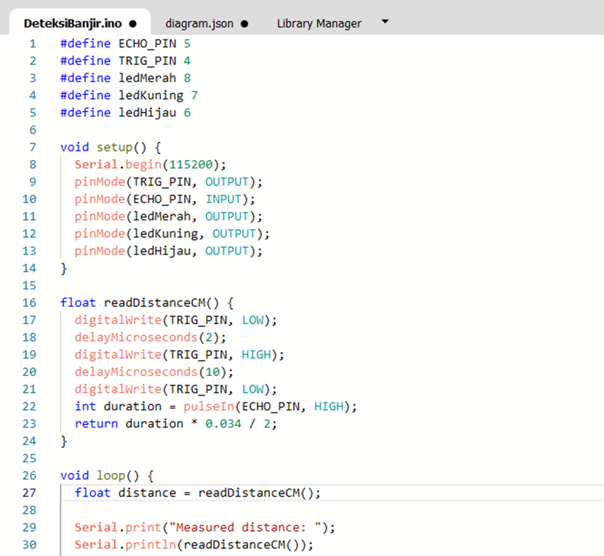 DeteksiBanjir.ino ● diagram.json ● Library Manager
1 #define ECHO_PIN 5
2 #define TRIG_PIN 4
3 #define ledMerah 8
4 #define ledKuning 7
5 #define ledHijau 6
6
7 void setup() {
8   Serial.begin(115200);
9   pinMode(TRIG_PIN, OUTPUT);
10   pinMode(ECHO_PIN, INPUT);
11   pinMode(ledMerah, OUTPUT);
12   pinMode(ledKuning, OUTPUT);
13   pinMode(ledHijau, OUTPUT);
14 }
15
16 float readDistanceCM() {
17   digitalWrite(TRIG_PIN, LOW);
18   delayMicroseconds(2);
19   digitalWrite(TRIG_PIN, HIGH);
20   delayMicroseconds(10);
21   digitalWrite(TRIG_PIN, LOW);
22   int duration = pulseIn(ECHO_PIN, HIGH);
23   return duration * 0.034 / 2;
24 }
25
26 void loop() {
27   float distance = readDistanceCM();
28
29   Serial.print("Measured distance: ");
30   Serial.println(readDistanceCM());